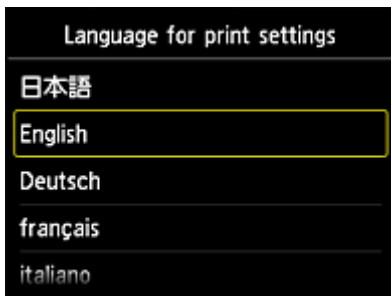 Language for print settings
日本語
English
Deutsch
français
italiano